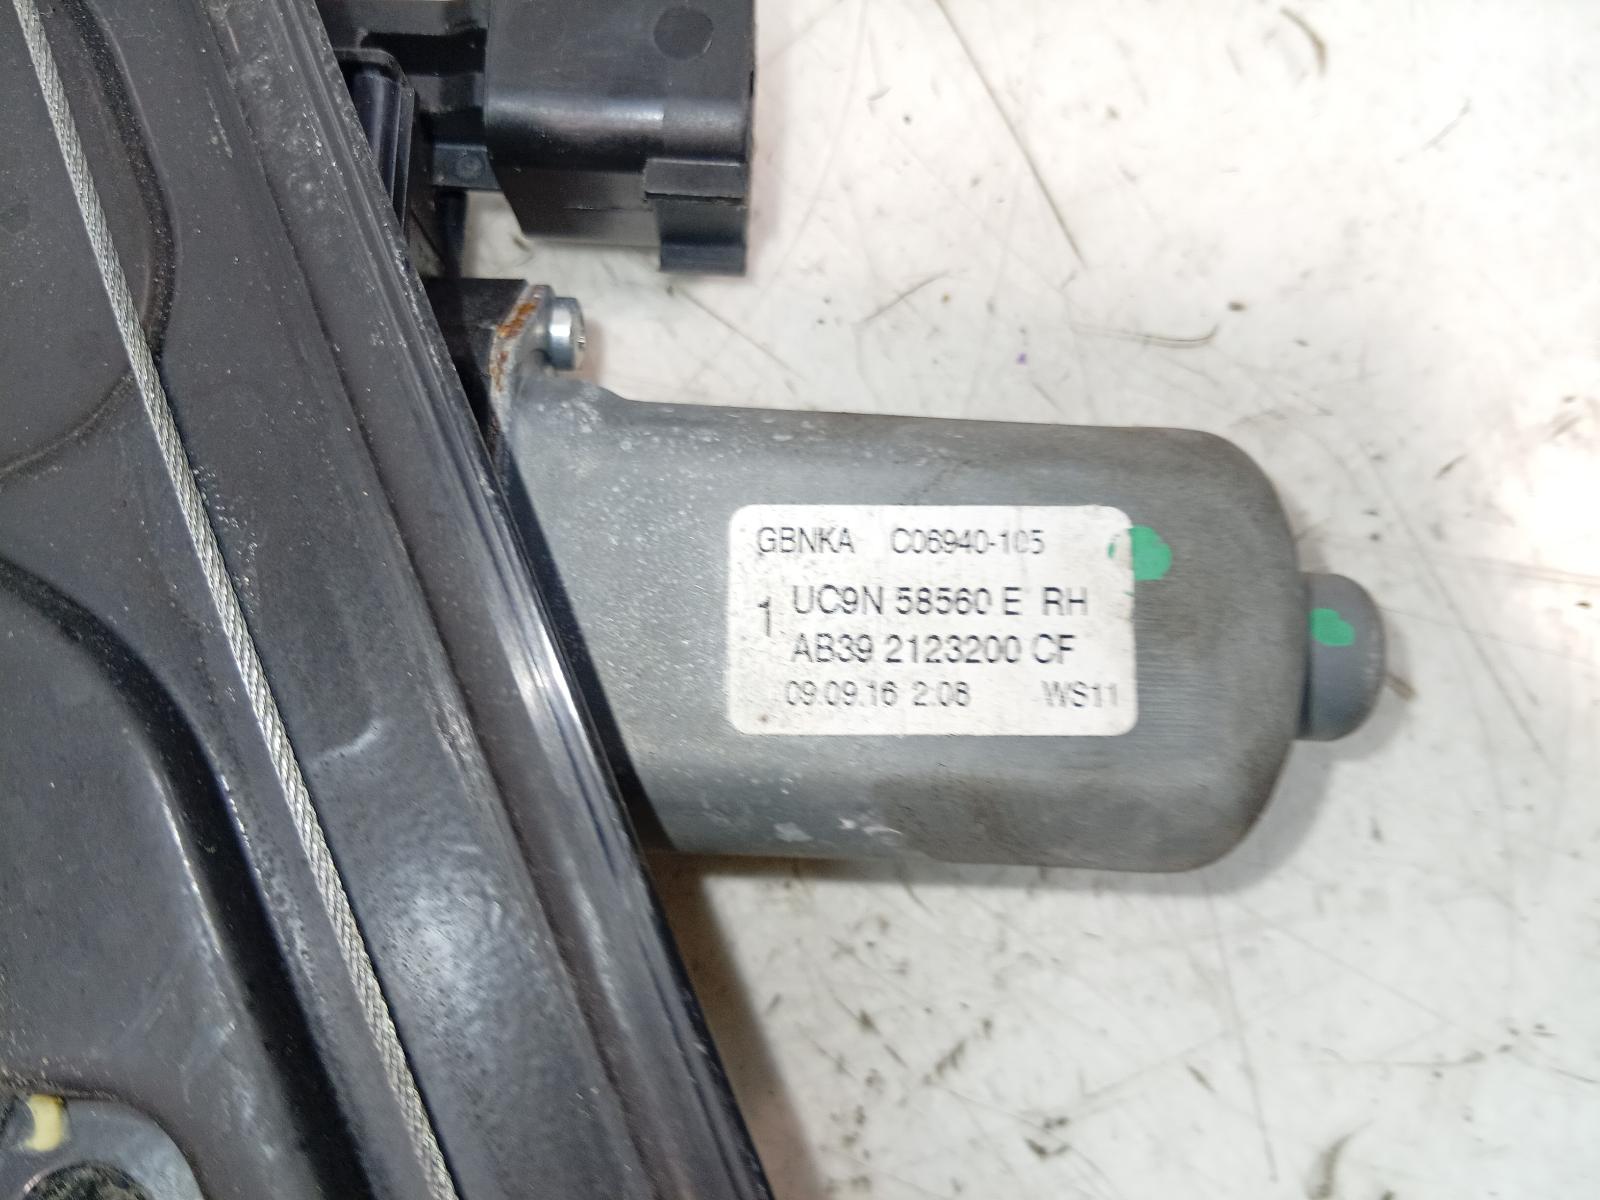 GBNKA C06940-105
1 UC9N 58560 E RH
AB39 2123200 CF
09.09.16 2:08 WS11